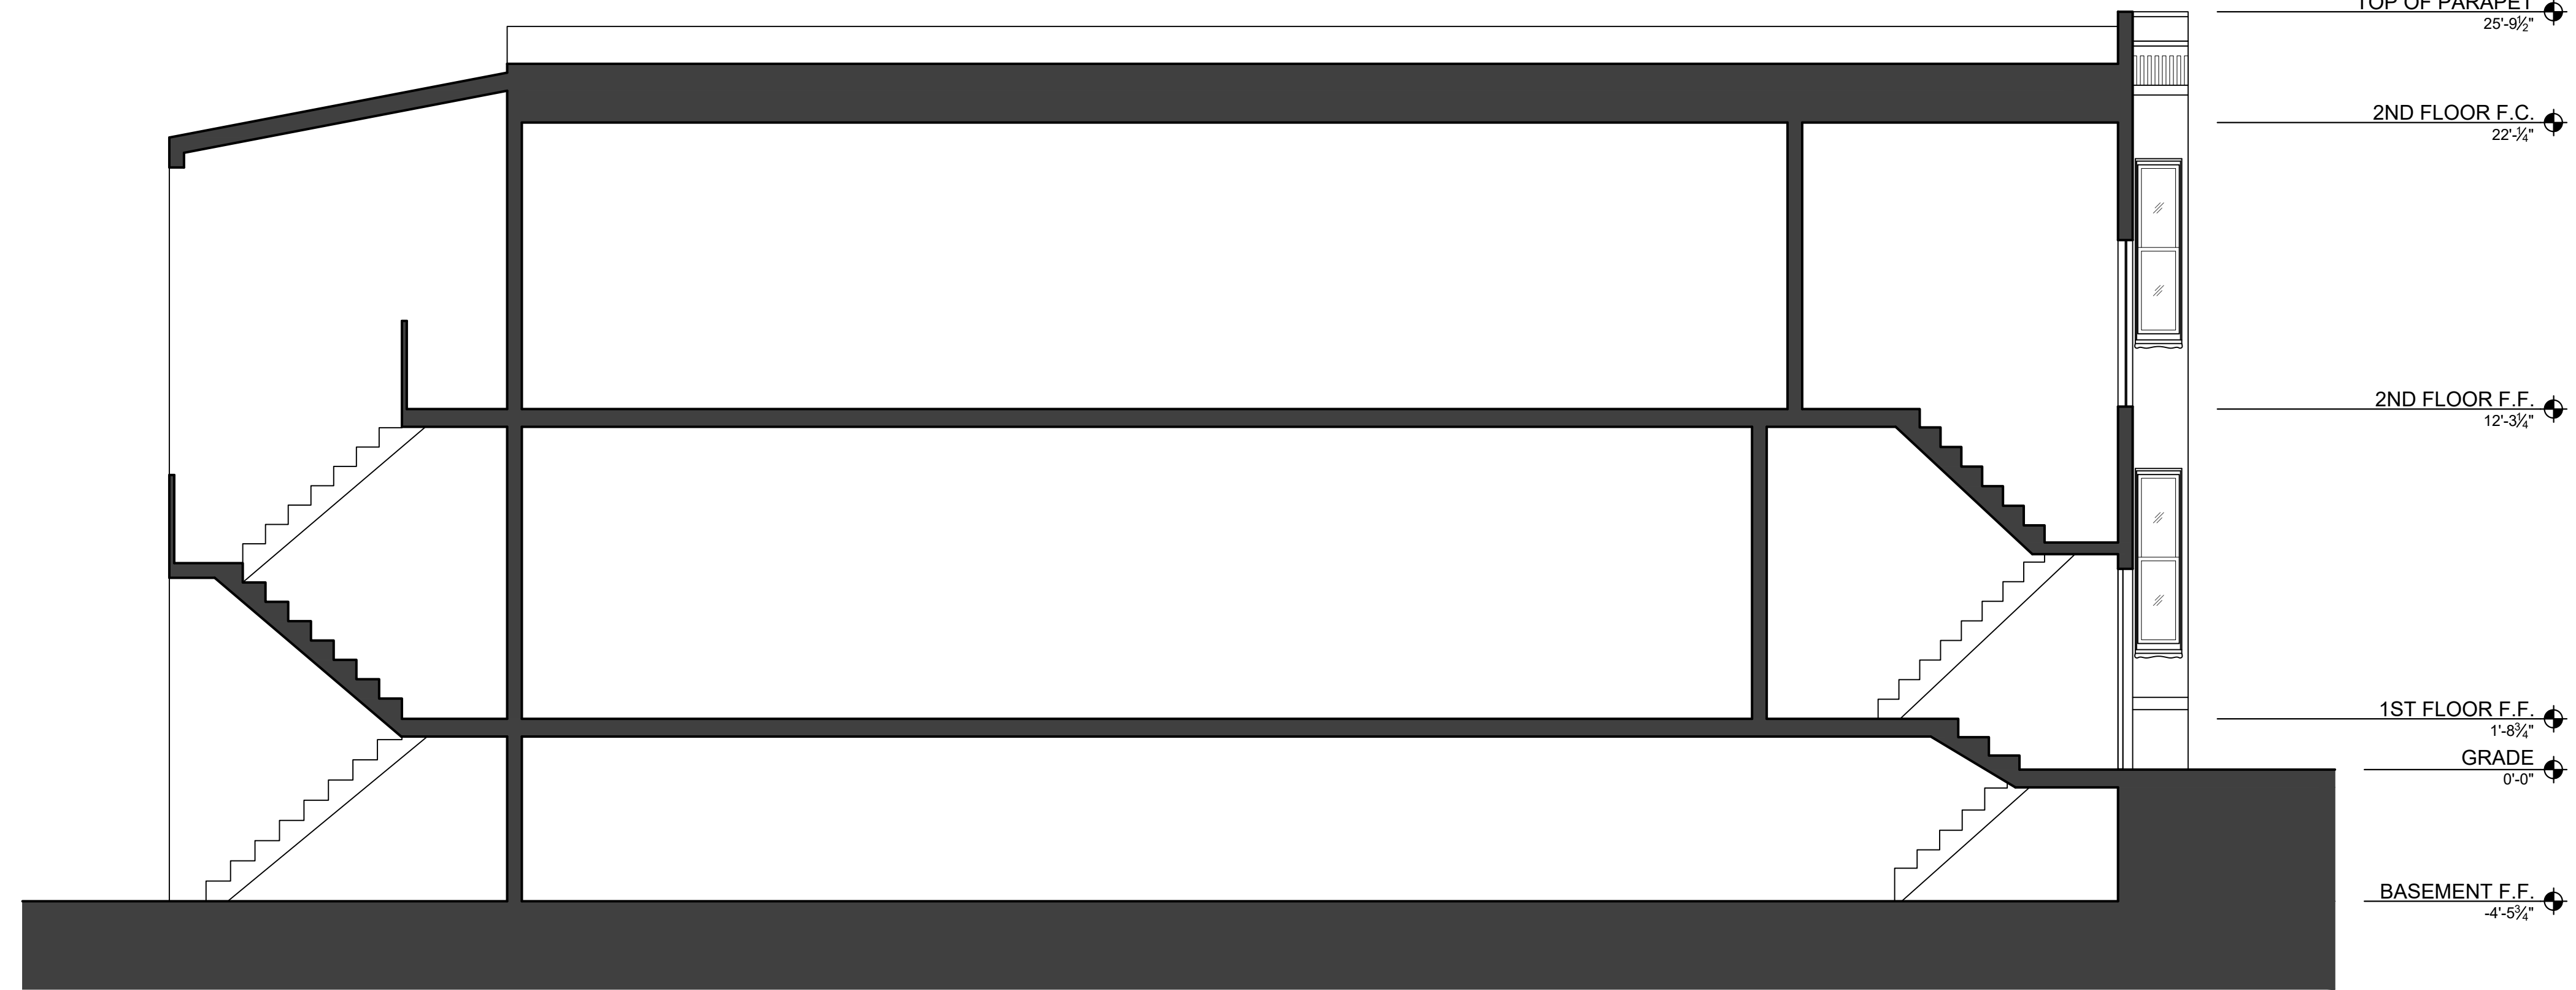 TOP OF PARAPET
25'-9½"
2ND FLOOR F.C.
22'-¼"
2ND FLOOR F.F.
12'-3¼"
1ST FLOOR F.F.
1'-8¾"
GRADE
0'-0"
BASEMENT F.F.
-4'-5¾"